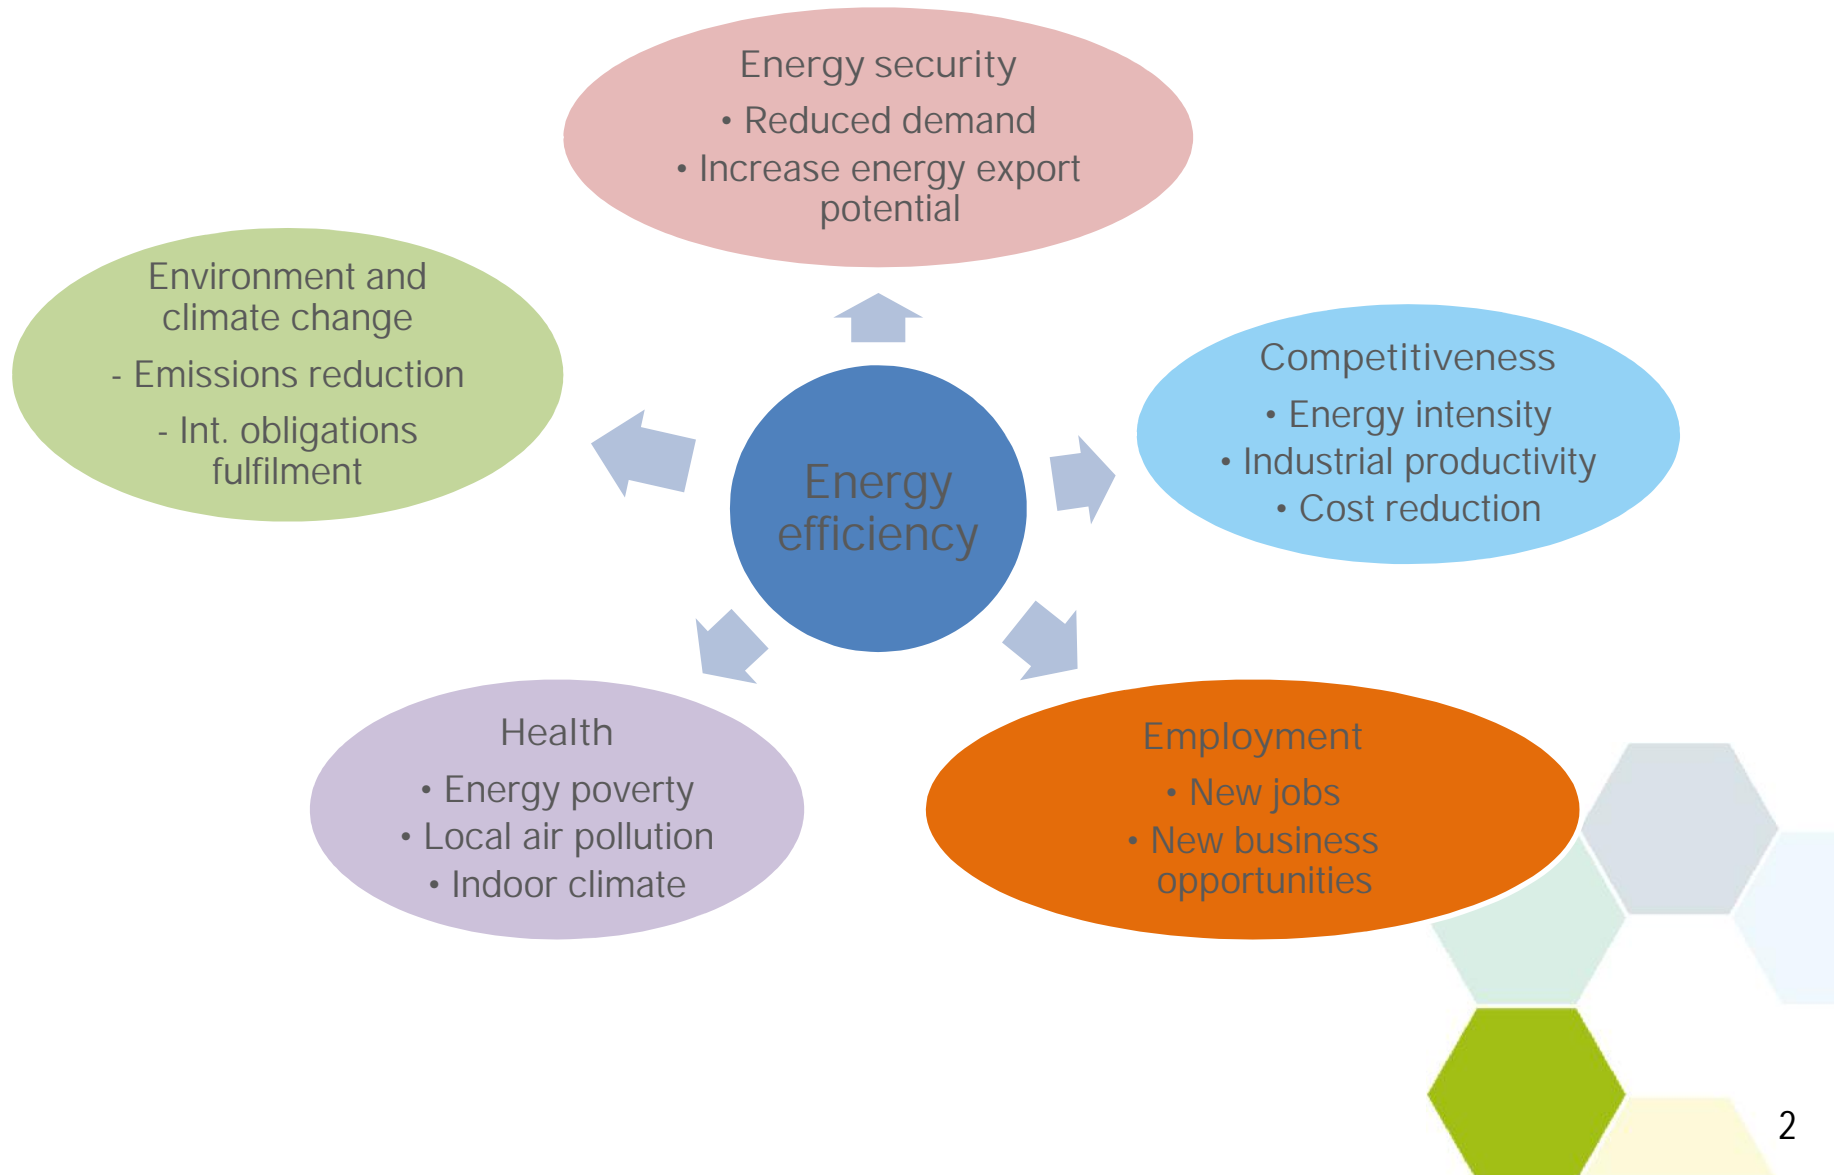 Energy security
• Reduced demand
• Increase energy export
potential
Environment and
climate change
- Emissions reduction
- Int. obligations
fulfilment
Competitiveness
• Energy intensity
• Industrial productivity
• Cost reduction
Energy
efficiency
Health
• Energy poverty
• Local air pollution
• Indoor climate
Employment
• New jobs
• New business
opportunities
2